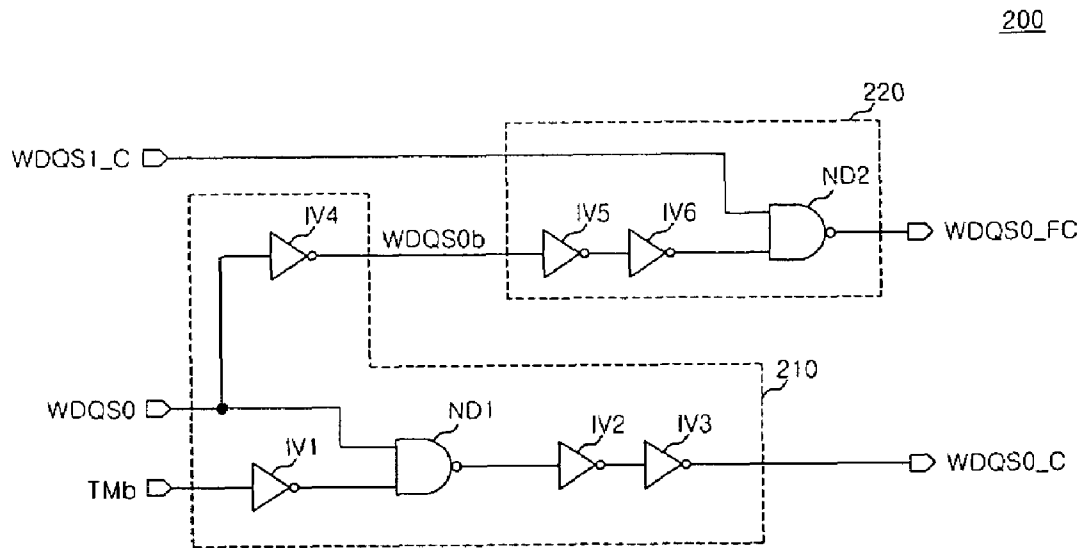 200
220
WDQS1_C
ND2
IV4
IV5
IV6
WDQS0b
WDQS0_FC
210
WDQS0
ND1
IV1
IV2
IV3
TMb
WDQS0_C